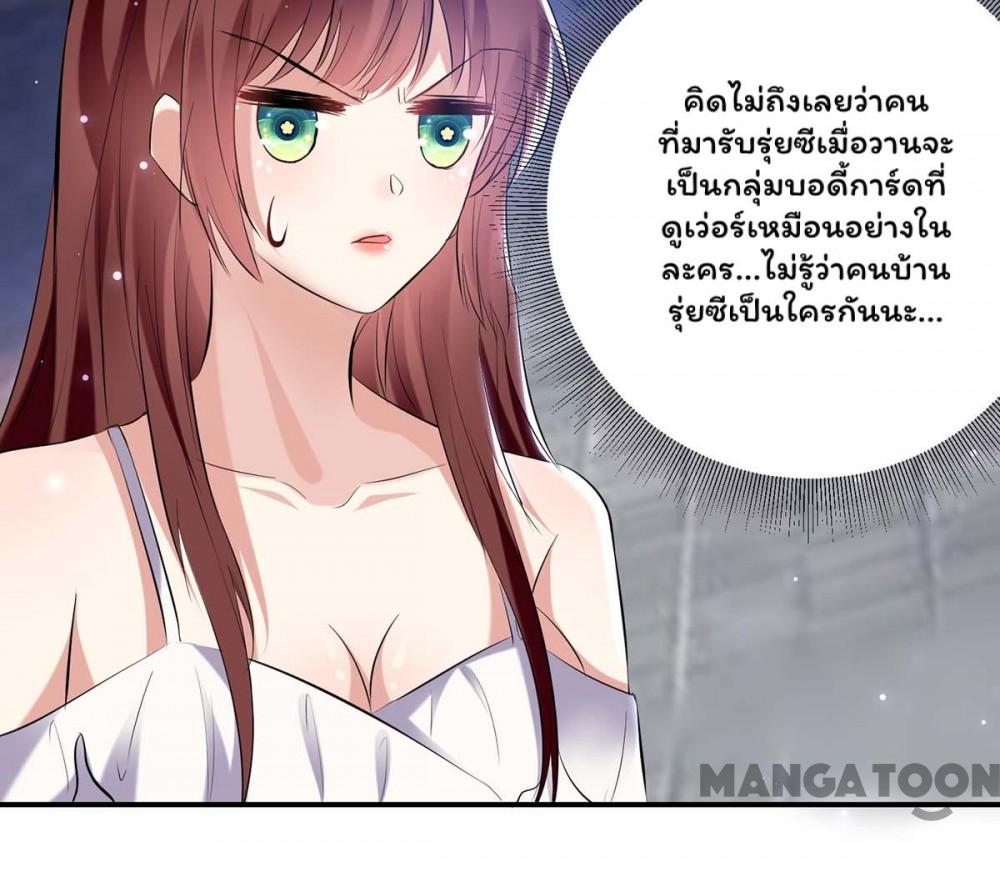 คิดไม่ถึงเลยว่าคน
ที่มารับรุ่ยซีเมื่อวานจะ
เป็นกลุ่มบอดี้การ์ดที่
ดูเว่อร์เหมือนอย่างใน
ละคร...ไม่รู้ว่าคนบ้าน
รุ่ยซีเป็นใครกันนะ...
MANGATOON